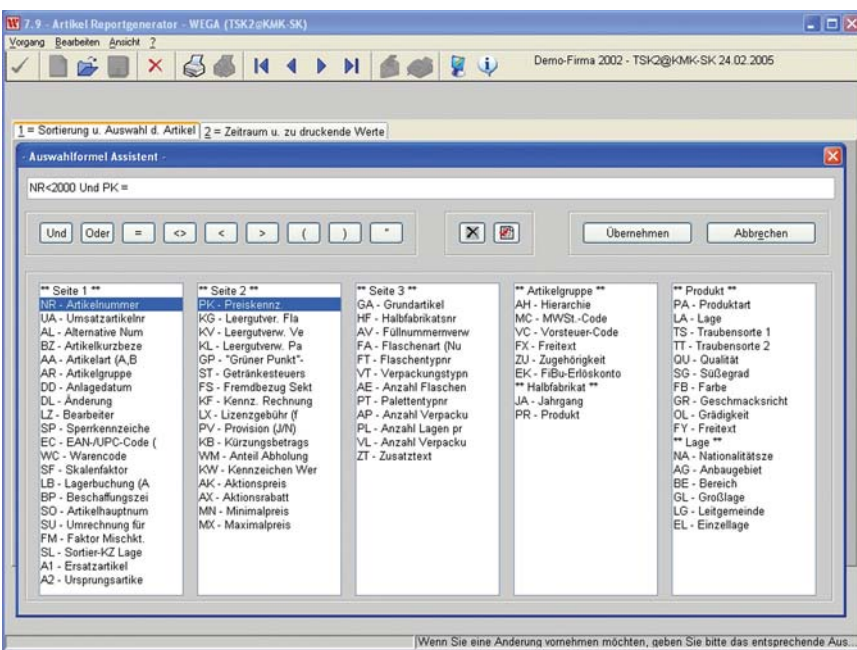 7.9 - Artikel Reportgenerator - WEGA (TSK2@KMK-SK)
Vorgang Bearbeiten Ansicht ?
Demo-Firma 2002 - TSK2@KMK-SK 24.02.2005
1 = Sortierung u. Auswahl d. Artikel 2 = Zeitraum u. zu druckende Werte
- Auswahlformel Assistent -
NR<2000 Und PK =
Und Oder = <> < > ( ) " Übernehmen Abbrechen
** Seite 1 **
NR - Artikelnummer
UA - Umsatzartikelnr
AL - Alternative Num
BZ - Artikelkurzbeze
AA - Artikelart (A,B
AR - Artikelgruppe
DD - Anlagedatum
DL - Änderung
LZ - Bearbeiter
SP - Sperrkennzeiche
EC - EAN-/UPC-Code (
WC - Warencode
SF - Skalenfaktor
LB - Lagerbuchung (A
BP - Beschaffungszei
SO - Artikelhauptnum
SU - Umrechnung für
FM - Faktor Mischkt.
SL - Sortier-KZ Lage
A1 - Ersatzartikel
A2 - Ursprungsartike
** Seite 2 **
PK - Preiskennz.
KG - Leergutver. Fla
KV - Leergutverw. Ve
KL - Leergutverw. Pa
GP - "Grüner Punkt"-
ST - Getränkesteuers
FS - Fremdbezug Sekt
KF - Kennz. Rechnung
LX - Lizenzgebühr (f
PV - Provision (J/N)
KB - Kürzungsbetrags
WM - Anteil Abholung
KW - Kennzeichen Wer
AK - Aktionspreis
AX - Aktionsrabatt
MN - Minimalpreis
MX - Maximalpreis
** Seite 3 **
GA - Grundartikel
HF - Halbfabrikatsnr
AV - Füllnummernverw
FA - Flaschenart (Nu
FT - Flaschentypnr
VT - Verpackungstypn
AE - Anzahl Flaschen
PT - Palettentypnr
AP - Anzahl Verpacku
PL - Anzahl Lagen pr
VL - Anzahl Verpacku
ZT - Zusatztext
** Artikelgruppe **
AH - Hierarchie
MC - MWSt.-Code
VC - Vorsteuer-Code
FX - Freitext
ZU - Zugehörigkeit
EK - FiBu-Erlöskonto
** Halbfabrikat **
JA - Jahrgang
PR - Produkt
** Produkt **
PA - Produktart
LA - Lage
TS - Traubensorte 1
TT - Traubensorte 2
QU - Qualität
SG - Süßegrad
FB - Farbe
GR - Geschmacksricht
OL - Grädigkeit
FY - Freitext
** Lage **
NA - Nationalitätsze
AG - Anbaugebiet
BE - Bereich
GL - Großlage
LG - Leitgemeinde
EL - Einzellage
Wenn Sie eine Änderung vornehmen möchten, geben Sie bitte das entsprechende Aus...